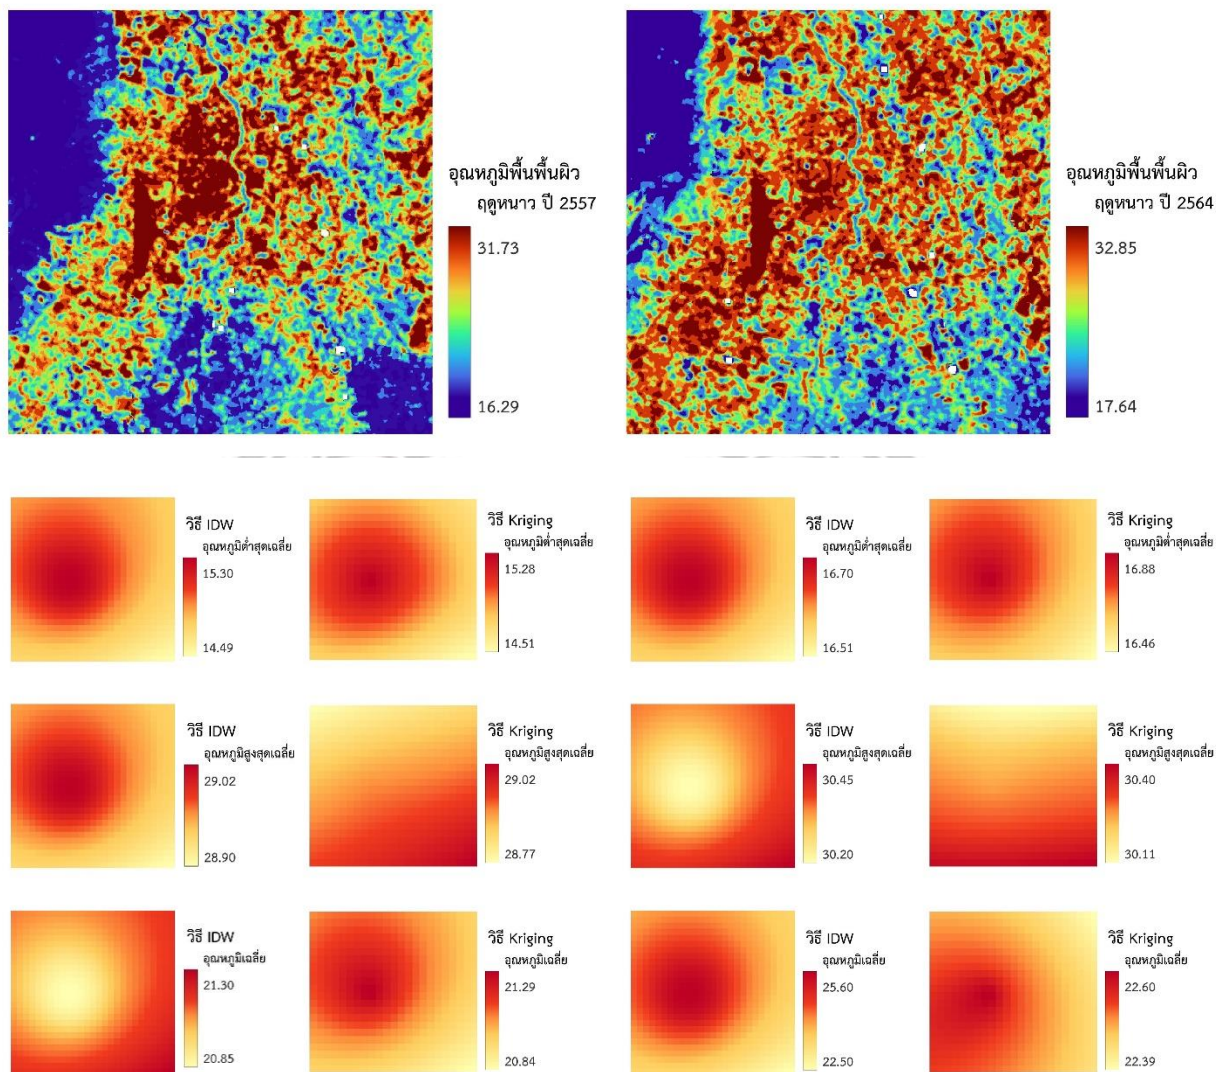 อุณหภูมิพื้นพื้นผิว
ฤดูหนาว ปี 2557
31.73
16.29
อุณหภูมิพื้นพื้นผิว
ฤดูหนาว ปี 2564
32.85
17.64
วิธี IDW
อุณหภูมิต่ำสุดเฉลี่ย
15.30
14.49
วิธี Kriging
อุณหภูมิต่ำสุดเฉลี่ย
15.28
14.51
วิธี IDW
อุณหภูมิต่ำสุดเฉลี่ย
16.70
16.51
วิธี Kriging
อุณหภูมิต่ำสุดเฉลี่ย
16.88
16.46
วิธี IDW
อุณหภูมิสูงสุดเฉลี่ย
29.02
28.90
วิธี Kriging
อุณหภูมิสูงสุดเฉลี่ย
29.02
28.77
วิธี IDW
อุณหภูมิสูงสุดเฉลี่ย
30.45
30.20
วิธี Kriging
อุณหภูมิสูงสุดเฉลี่ย
30.40
30.11
วิธี IDW
อุณหภูมิเฉลี่ย
21.30
20.85
วิธี Kriging
อุณหภูมิเฉลี่ย
21.29
20.84
วิธี IDW
อุณหภูมิเฉลี่ย
25.60
22.50
วิธี Kriging
อุณหภูมิเฉลี่ย
22.60
22.39